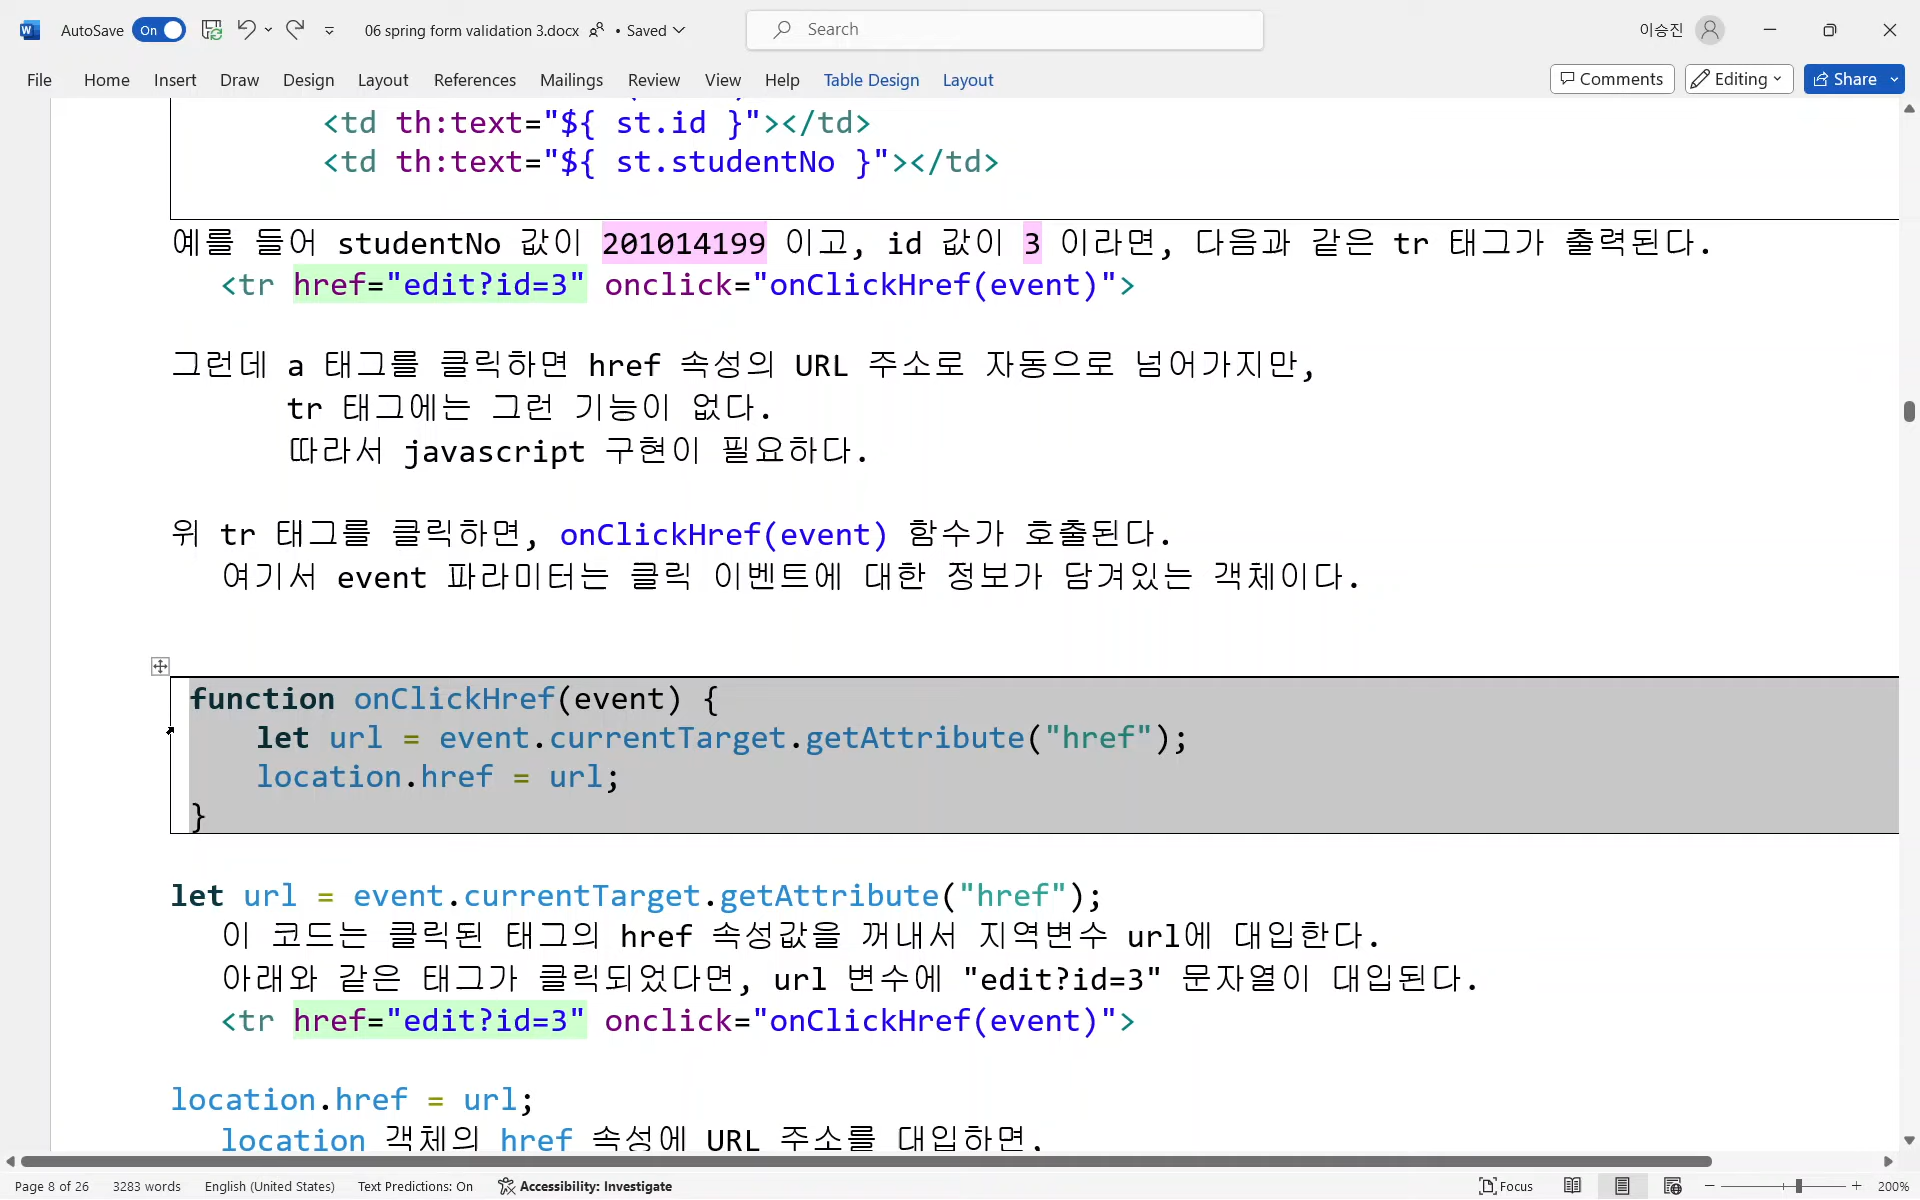 AutoSave On 06 spring form validation 3.docx • Saved Search 이승진
File Home Insert Draw Design Layout References Mailings Review View Help Table Design Layout Comments Editing Share
<td th:text="${ st.id }"></td>
<td th:text="${ st.studentNo }"></td>
예를 들어 studentNo 값이 201014199 이고, id 값이 3 이라면, 다음과 같은 tr 태그가 출력된다.
<tr href="edit?id=3" onclick="onClickHref(event)">
그런데 a 태그를 클릭하면 href 속성의 URL 주소로 자동으로 넘어가지만,
tr 태그에는 그런 기능이 없다.
따라서 javascript 구현이 필요하다.
위 tr 태그를 클릭하면, onClickHref(event) 함수가 호출된다.
여기서 event 파라미터는 클릭 이벤트에 대한 정보가 담겨있는 객체이다.
function onClickHref(event) {
let url = event.currentTarget.getAttribute("href");
location.href = url;
}
let url = event.currentTarget.getAttribute("href");
이 코드는 클릭된 태그의 href 속성값을 꺼내서 지역변수 url에 대입한다.
아래와 같은 태그가 클릭되었다면, url 변수에 "edit?id=3" 문자열이 대입된다.
<tr href="edit?id=3" onclick="onClickHref(event)">
location.href = url;
location 객체의 href 속성에 URL 주소를 대입하면,
Page 8 of 26 3283 words English (United States) Text Predictions: On Accessibility: Investigate Focus 200%